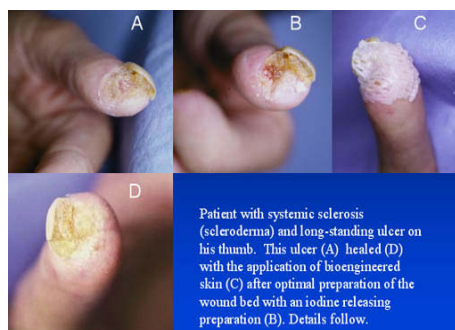 A
B
C
D
Patient with systemic sclerosis
(scleroderma) and long-standing ulcer on
his thumb.  This ulcer (A)  healed (D)
with the application of bioengineered
skin (C) after optimal preparation of the
wound bed with an iodine releasing
preparation (B). Details follow.